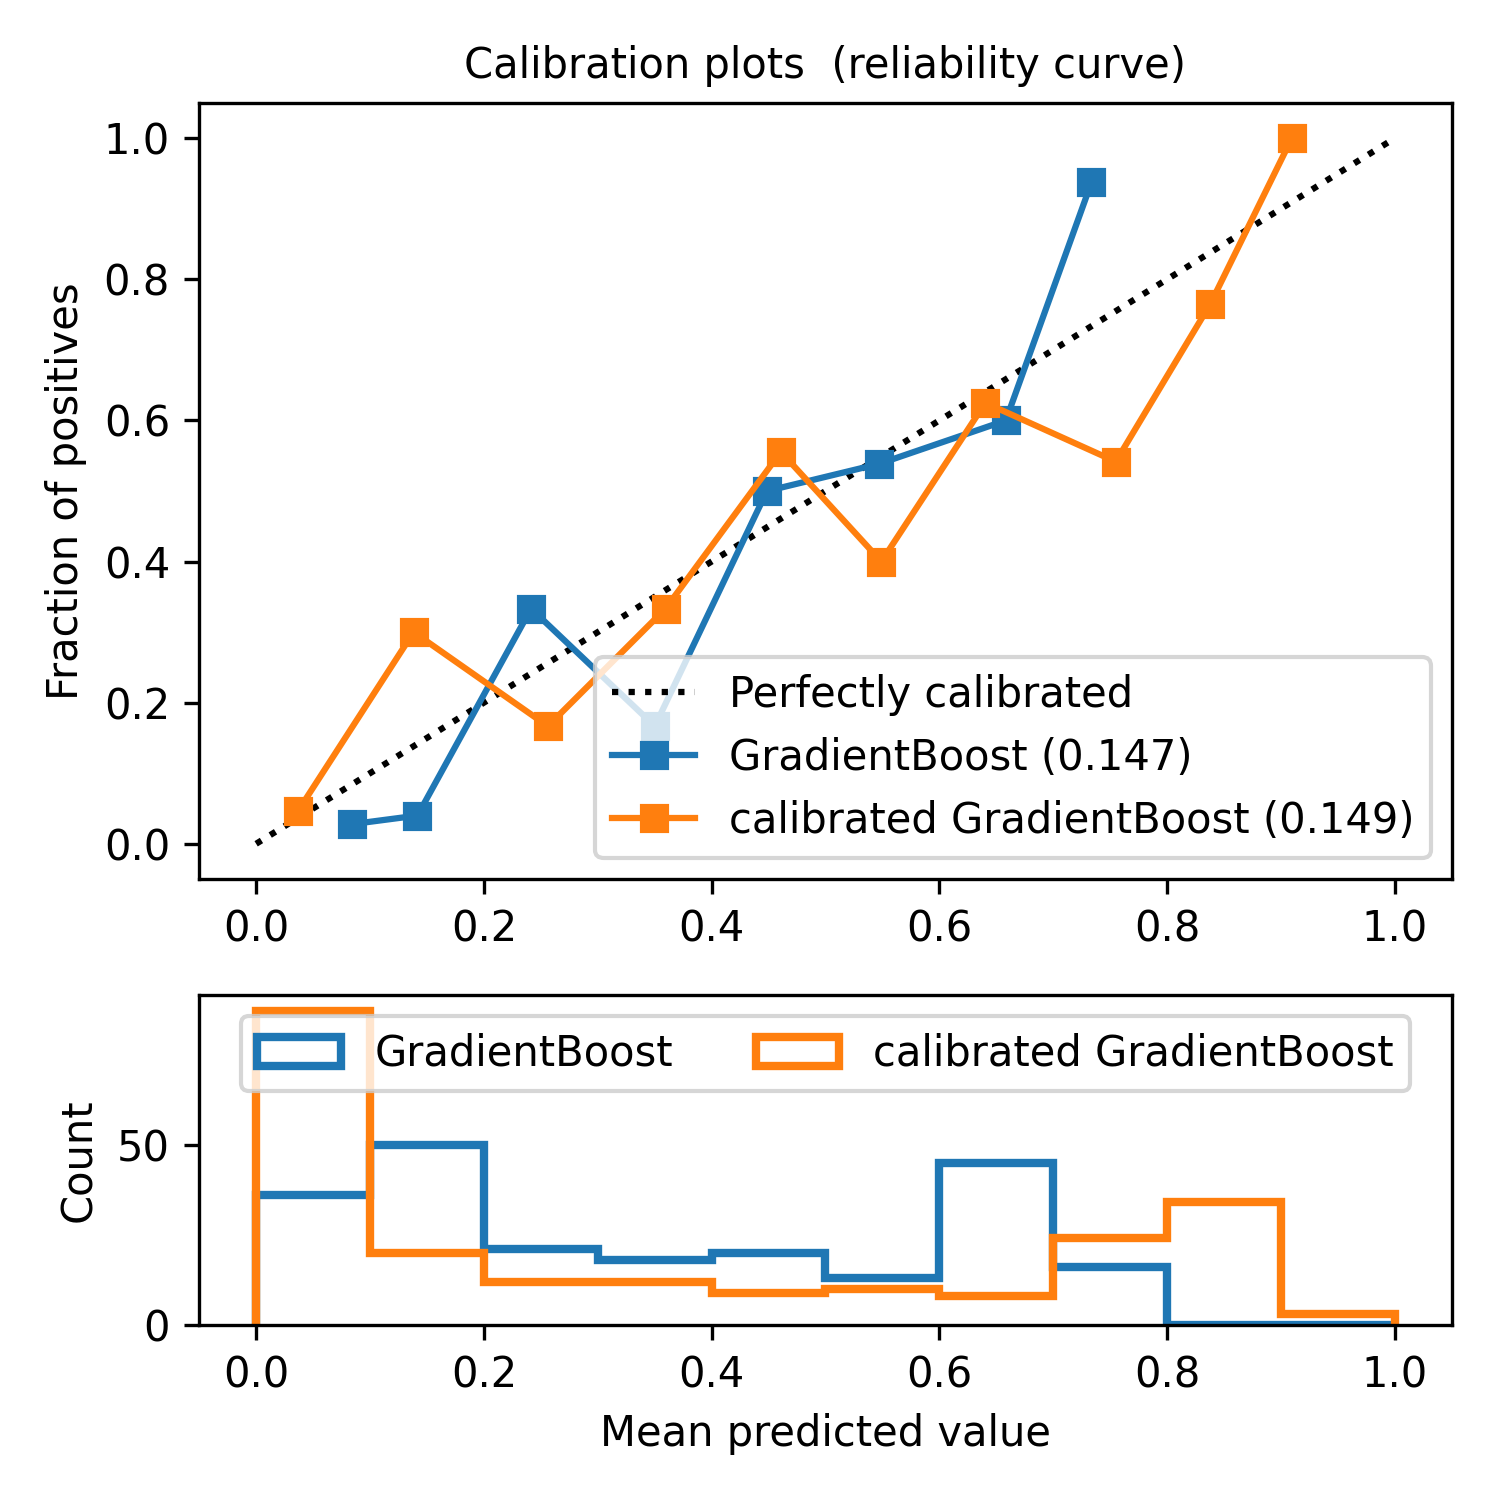 Calibration plots (reliability curve)
Fraction of positives
1.0
0.8
0.6
0.4
0.2
0.0
Perfectly calibrated
GradientBoost (0.147)
calibrated GradientBoost (0.149)
0.0 0.2 0.4 0.6 0.8 1.0
GradientBoost calibrated GradientBoost
Count
50
0
0.0 0.2 0.4 0.6 0.8 1.0
Mean predicted value